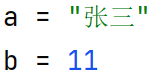 a = "张三"
b = 11